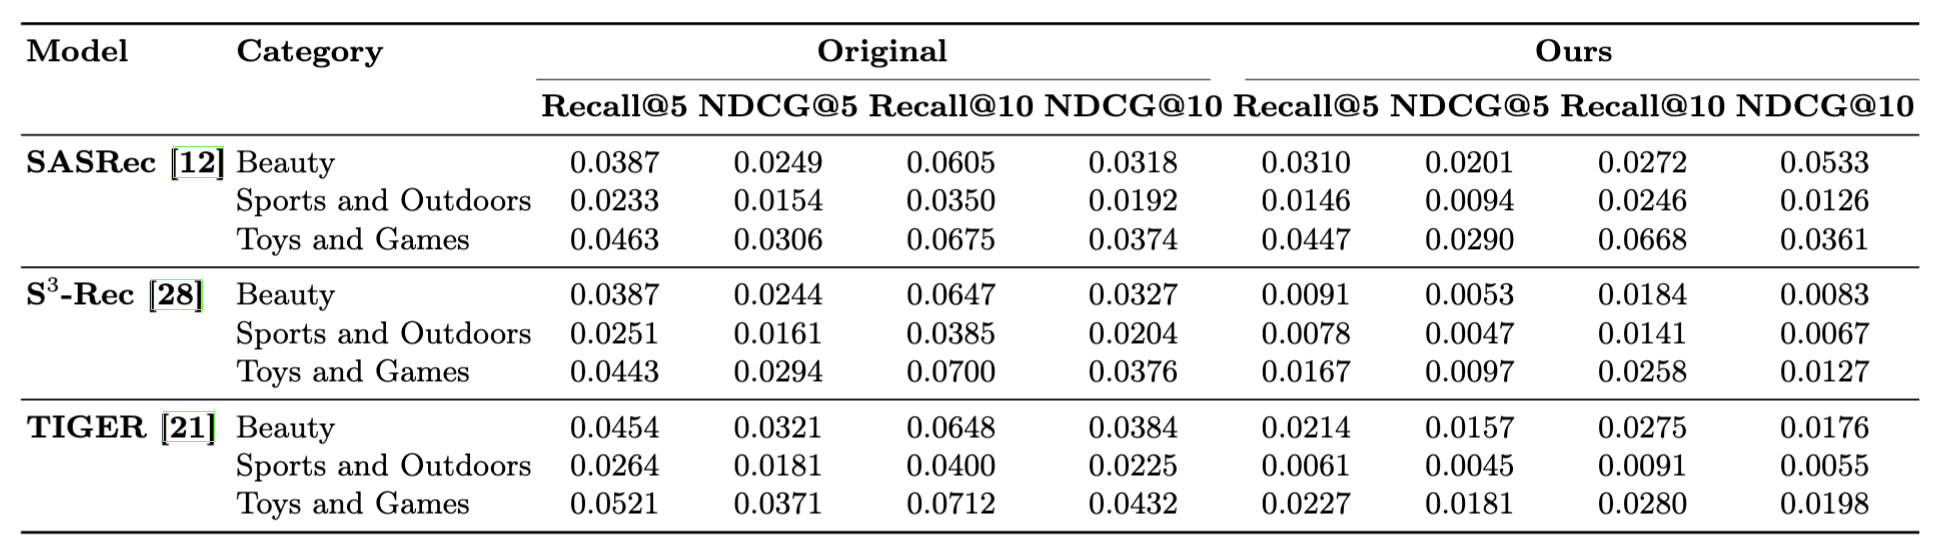 Model Category Original Ours
Recall@5 NDCG@5 Recall@10 NDCG@10 Recall@5 NDCG@5 Recall@10 NDCG@10
SASRec [12] Beauty 0.0387 0.0249 0.0605 0.0318 0.0310 0.0201 0.0272 0.0533
Sports and Outdoors 0.0233 0.0154 0.0350 0.0192 0.0146 0.0094 0.0246 0.0126
Toys and Games 0.0463 0.0306 0.0675 0.0374 0.0447 0.0290 0.0668 0.0361
S³-Rec [28] Beauty 0.0387 0.0244 0.0647 0.0327 0.0091 0.0053 0.0184 0.0083
Sports and Outdoors 0.0251 0.0161 0.0385 0.0204 0.0078 0.0047 0.0141 0.0067
Toys and Games 0.0443 0.0294 0.0700 0.0376 0.0167 0.0097 0.0258 0.0127
TIGER [21] Beauty 0.0454 0.0321 0.0648 0.0384 0.0214 0.0157 0.0275 0.0176
Sports and Outdoors 0.0264 0.0181 0.0400 0.0225 0.0061 0.0045 0.0091 0.0055
Toys and Games 0.0521 0.0371 0.0712 0.0432 0.0227 0.0181 0.0280 0.0198